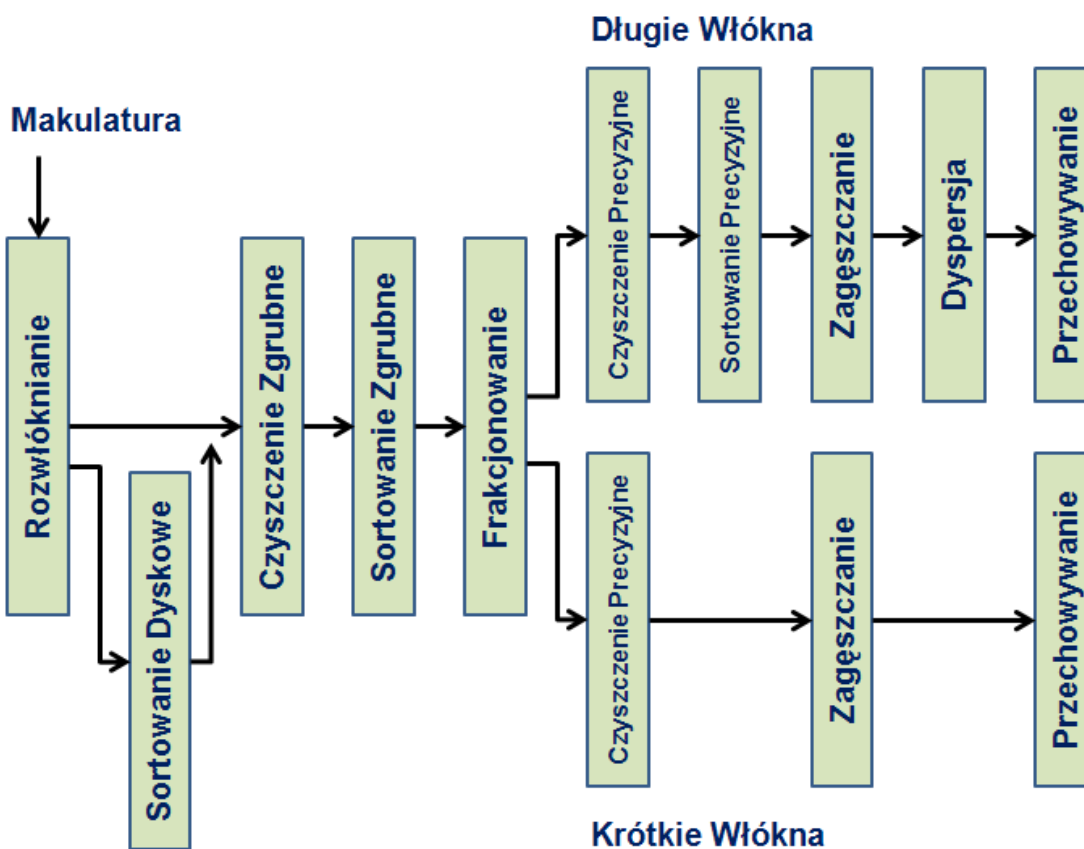 Długie Włókna
Makulatura
Rozwłóknianie
Sortowanie Dyskowe
Czyszczenie Zgrubne
Sortowanie Zgrubne
Frakcjonowanie
Czyszczenie Precyzyjne
Sortowanie Precyzyjne
Zagęszczanie
Dyspersja
Przechowywanie
Czyszczenie Precyzyjne
Zagęszczanie
Przechowywanie
Krótkie Włókna